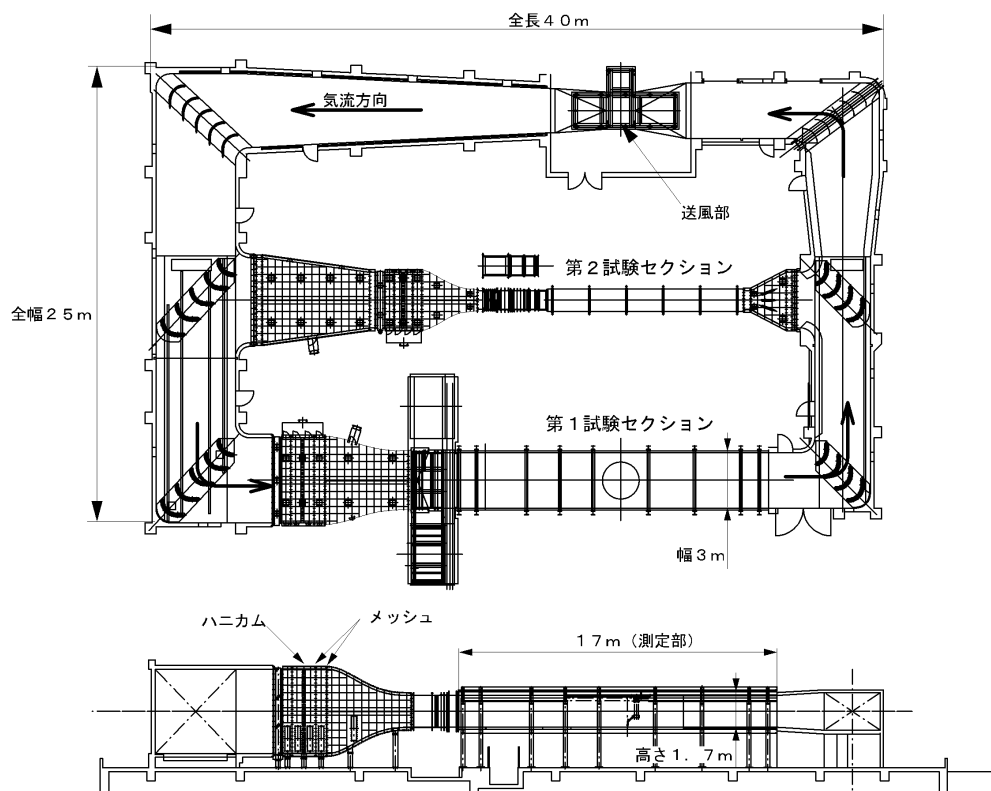 全長４０ｍ
気流方向
送風部
第２試験セクション
全幅２５ｍ
第１試験セクション
幅３ｍ
ハニカム
メッシュ
１７ｍ（測定部）
高さ１．７ｍ